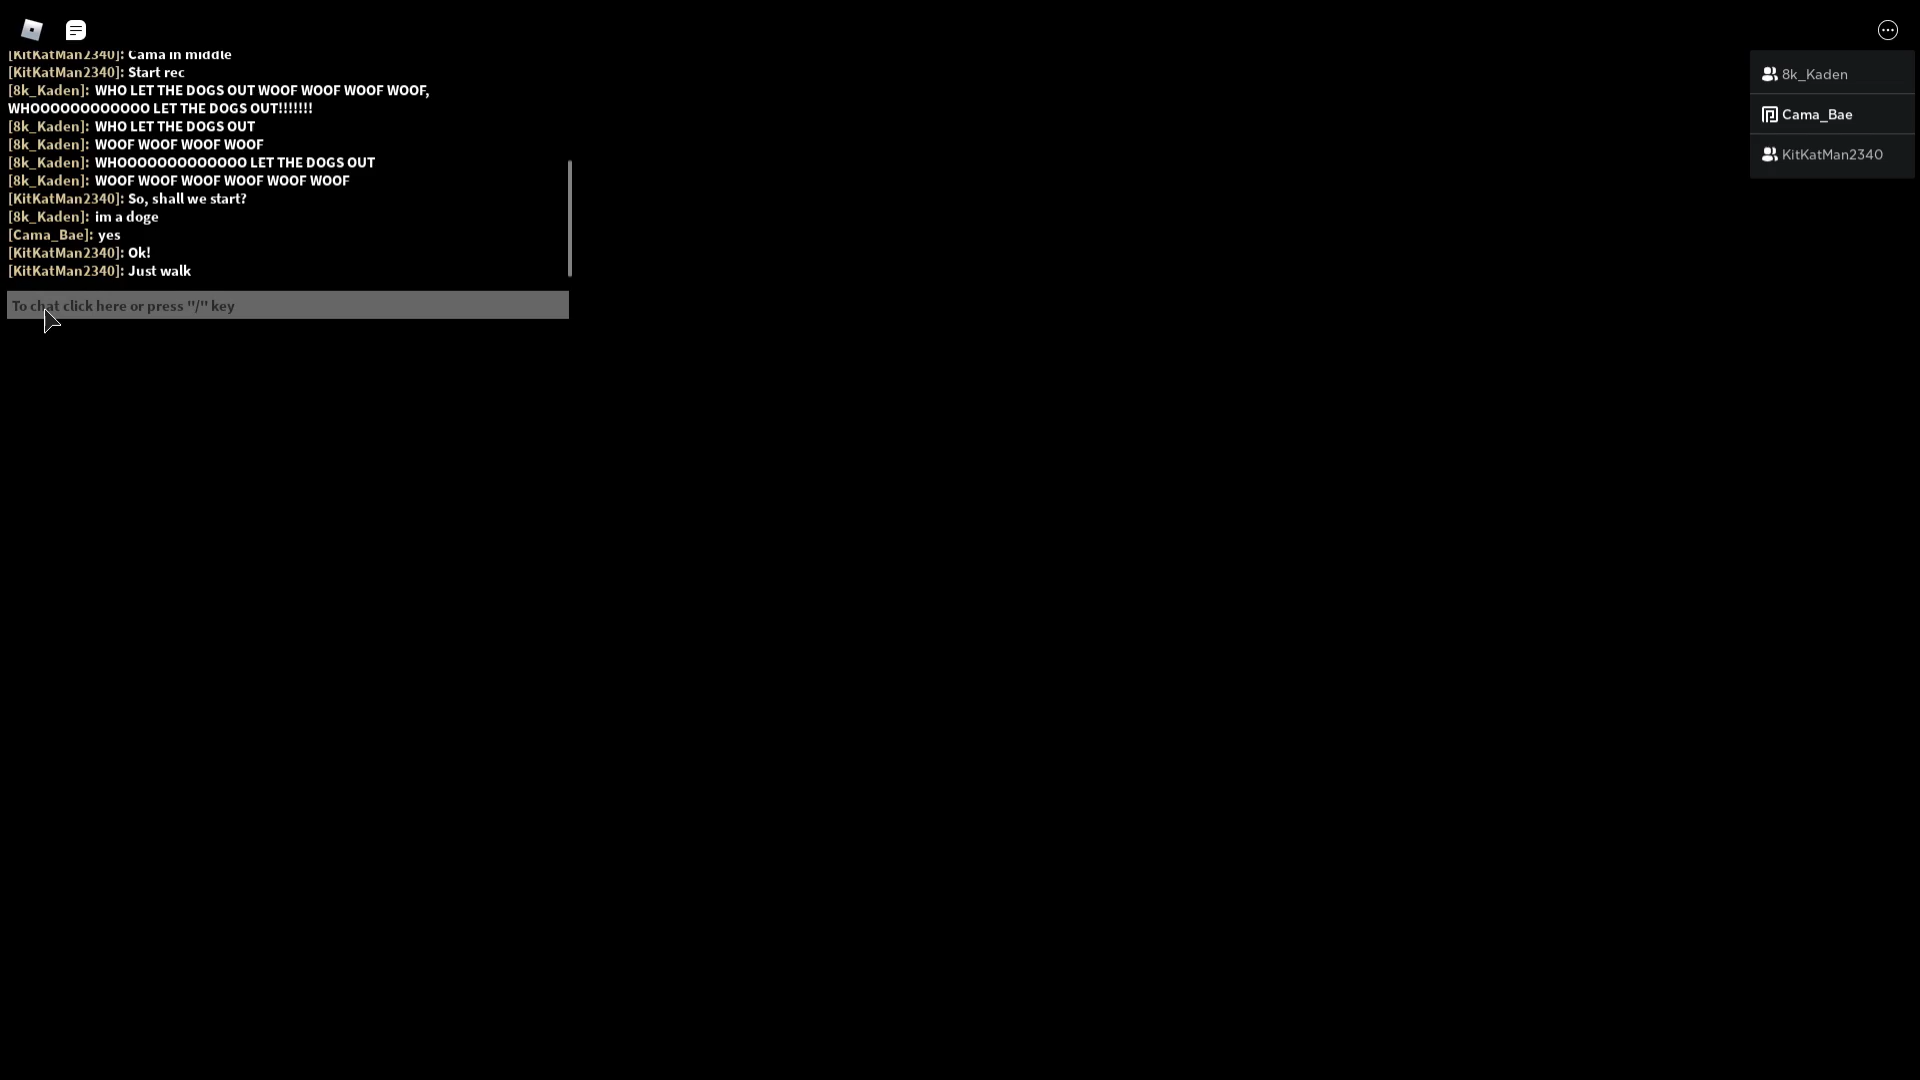 [KitKatMan2340]: Cama in middle
[KitKatMan2340]: Start rec
[8k_Kaden]: WHO LET THE DOGS OUT WOOF WOOF WOOF WOOF,
WHOOOOOOOOOOOO LET THE DOGS OUT!!!!!!!
[8k_Kaden]: WHO LET THE DOGS OUT
[8k_Kaden]: WOOF WOOF WOOF WOOF
[8k_Kaden]: WHOOOOOOOOOOOOO LET THE DOGS OUT
[8k_Kaden]: WOOF WOOF WOOF WOOF WOOF WOOF
[KitKatMan2340]: So, shall we start?
[8k_Kaden]: im a doge
[Cama_Bae]: yes
[KitKatMan2340]: Ok!
[KitKatMan2340]: Just walk
To chat click here or press "/" key
8k_Kaden
Cama_Bae
KitKatMan2340